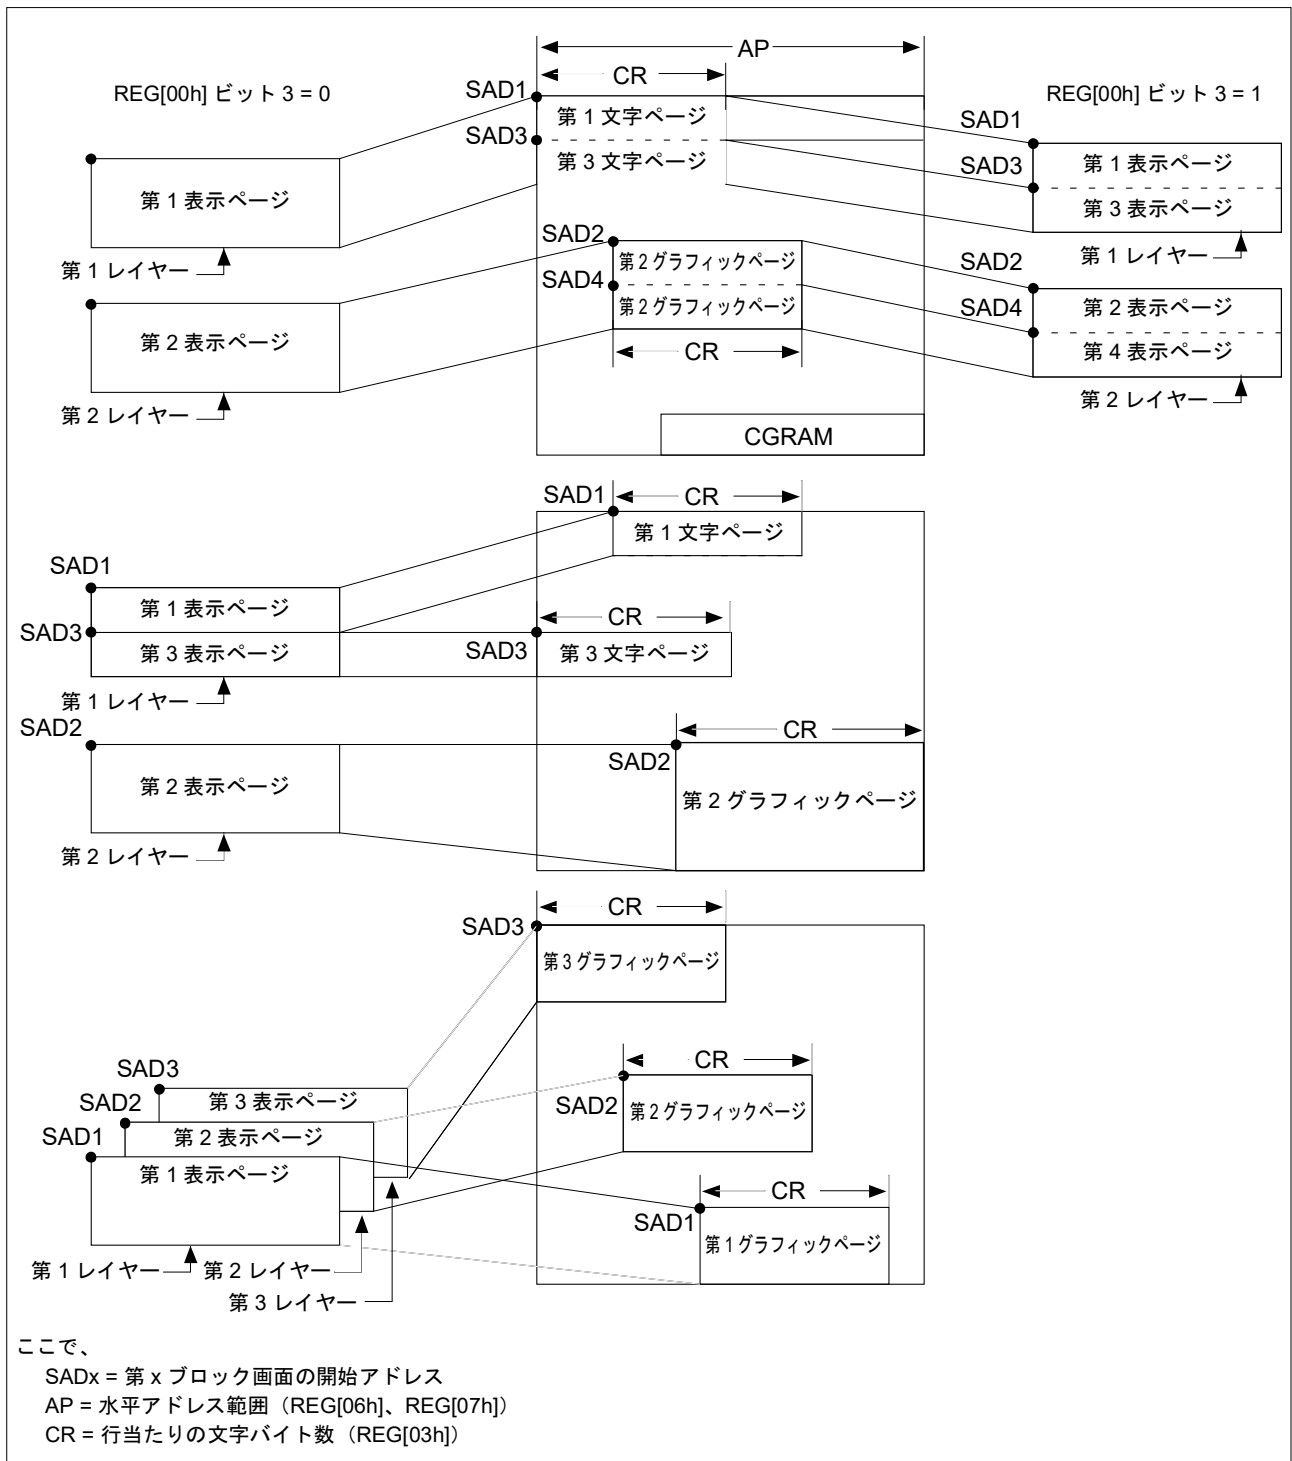 AP
CR
REG[00h] ビット 3 = 0
SAD1
REG[00h] ビット 3 = 1
第 1 文字ページ
SAD1
SAD3
第 3 文字ページ
SAD3
第 1 表示ページ
第 1 表示ページ
第 3 表示ページ
第 1 レイヤー
SAD2
第 2 グラフィックページ
SAD2
第 1 レイヤー
SAD4
第 2 グラフィックページ
SAD4
第 2 表示ページ
第 2 表示ページ
CR
第 4 表示ページ
第 2 レイヤー
第 2 レイヤー
CGRAM
SAD1
CR
第 1 文字ページ
SAD1
第 1 表示ページ
CR
SAD3
第 3 表示ページ
SAD3
第 3 文字ページ
第 1 レイヤー
SAD2
CR
SAD2
第 2 表示ページ
第 2 グラフィックページ
第 2 レイヤー
CR
SAD3
第 3 グラフィックページ
SAD3
CR
第 3 表示ページ
SAD2
SAD2
第 2 グラフィックページ
第 2 表示ページ
SAD1
第 1 表示ページ
CR
SAD1
第 1 グラフィックページ
第 1 レイヤー
第 2 レイヤー
第 3 レイヤー
ここで、
SADx = 第 x ブロック画面の開始アドレス
AP = 水平アドレス範囲（REG[06h]、REG[07h]）
CR = 行当たりの文字バイト数（REG[03h]）